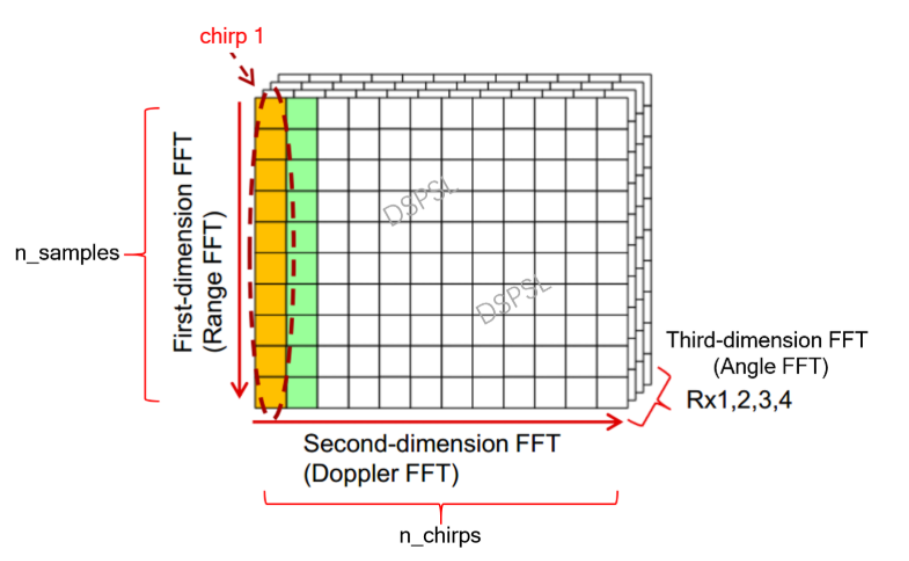 chirp 1
n_samples
First-dimension FFT
(Range FFT)
DSPSL
DSPSL
Third-dimension FFT
(Angle FFT)
Rx1,2,3,4
Second-dimension FFT
(Doppler FFT)
n_chirps